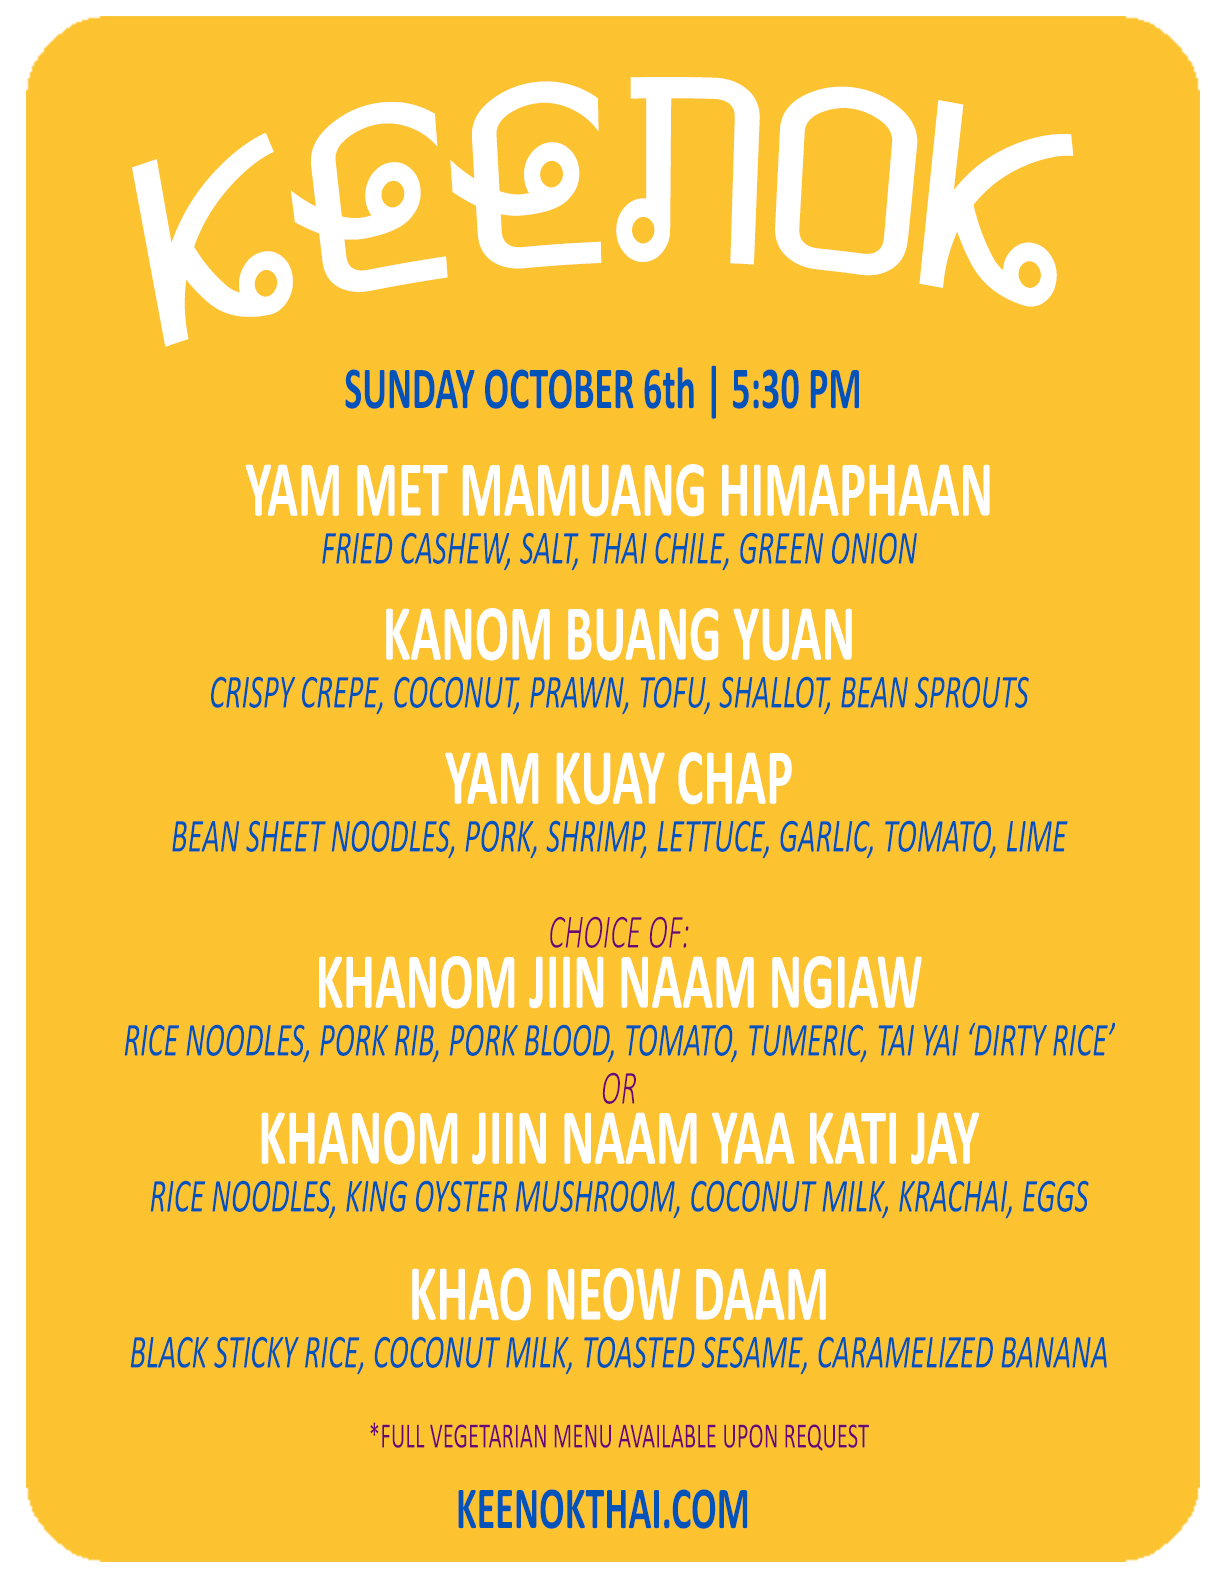 KEENOK
SUNDAY OCTOBER 6th | 5:30 PM
YAM MET MAMUANG HIMAPHAAN
FRIED CASHEW, SALT, THAI CHILE, GREEN ONION
KANOM BUANG YUAN
CRISPY CREPE, COCONUT, PRAWN, TOFU, SHALLOT, BEAN SPROUTS
YAM KUAY CHAP
BEAN SHEET NOODLES, PORK, SHRIMP, LETTUCE, GARLIC, TOMATO, LIME
CHOICE OF:
KHANOM JIIN NAAM NGIAW
RICE NOODLES, PORK RIB, PORK BLOOD, TOMATO, TUMERIC, TAI YAI ‘DIRTY RICE’
OR
KHANOM JIIN NAAM YAA KATI JAY
RICE NOODLES, KING OYSTER MUSHROOM, COCONUT MILK, KRACHAI, EGGS
KHAO NEOW DAAM
BLACK STICKY RICE, COCONUT MILK, TOASTED SESAME, CARAMELIZED BANANA
*FULL VEGETARIAN MENU AVAILABLE UPON REQUEST
KEENOKTHAI.COM